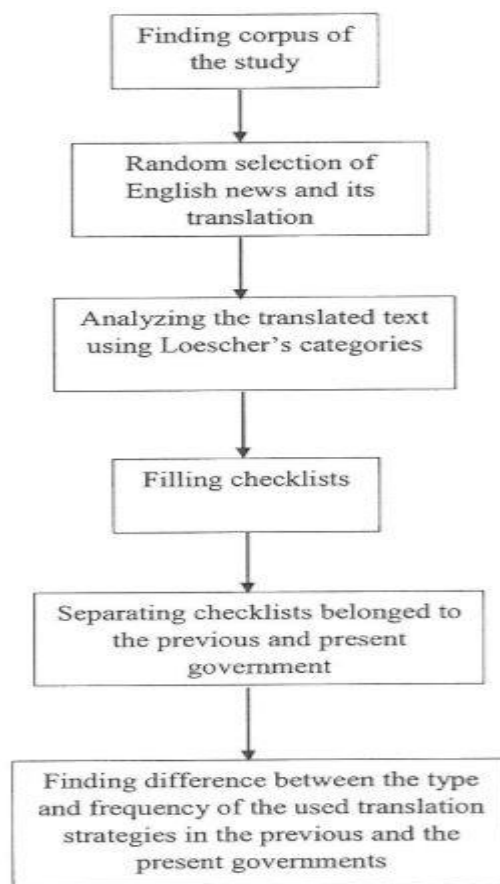 Finding corpus of
the study
Random selection of
English news and its
translation
Analyzing the translated text
using Loescher's categories
Filling checklists
Separating checklists belonged to
the previous and present
government
Finding difference between the type
and frequency of the used translation
strategies in the previous and the
present governments